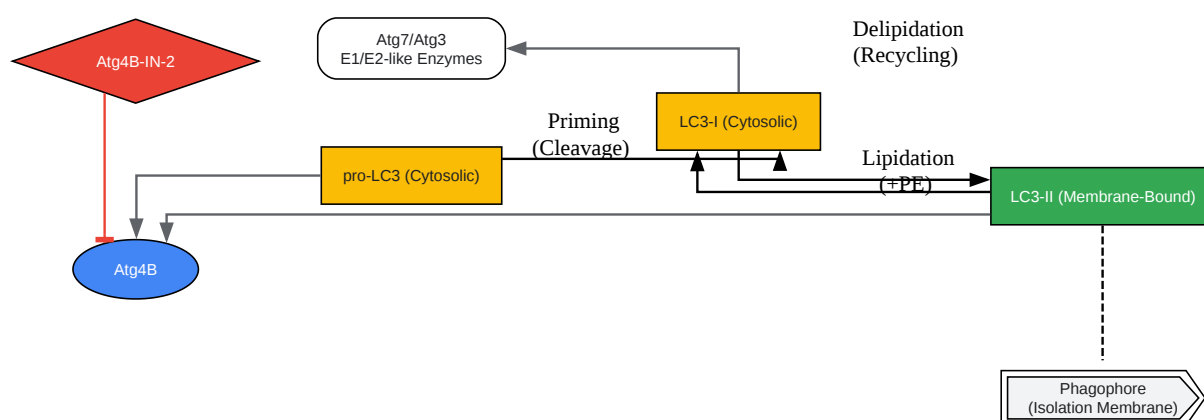 Atg4B-IN-2
Atg7/Atg3
E1/E2-like Enzymes
Delipidation
(Recycling)
Priming
(Cleavage)
LC3-I (Cytosolic)
pro-LC3 (Cytosolic)
Lipidation
(+PE)
LC3-II (Membrane-Bound)
Atg4B
Phagophore
(Isolation Membrane)